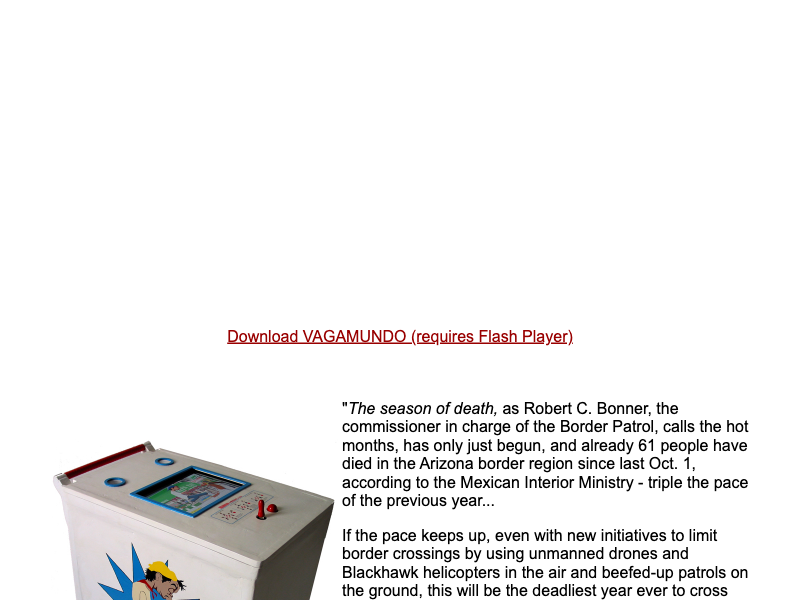 Download VAGAMUNDO (requires Flash Player)
"The season of death, as Robert C. Bonner, the
commissioner in charge of the Border Patrol, calls the hot
months, has only just begun, and already 61 people have
died in the Arizona border region since last Oct. 1,
according to the Mexican Interior Ministry - triple the pace
of the previous year...
If the pace keeps up, even with new initiatives to limit
border crossings by using unmanned drones and
Blackhawk helicopters in the air and beefed-up patrols on
the ground, this will be the deadliest year ever to cross